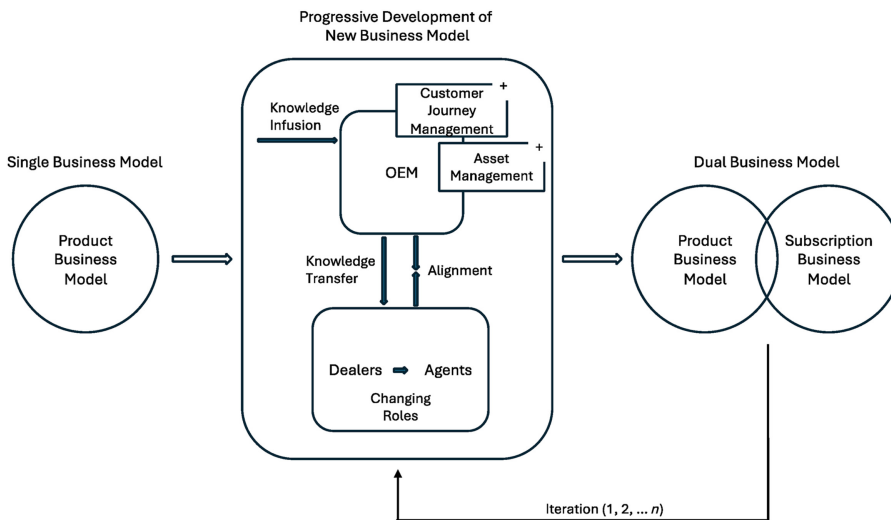 Progressive Development of
New Business Model
Single Business Model
Product
Business
Model
Knowledge
Infusion
+
Customer
Journey
Management
OEM
+
Asset
Management
Knowledge
Transfer
Alignment
Dealers
Agents
Changing
Roles
Dual Business Model
Product
Business
Model
Subscription
Business
Model
Iteration (1, 2, ... n)